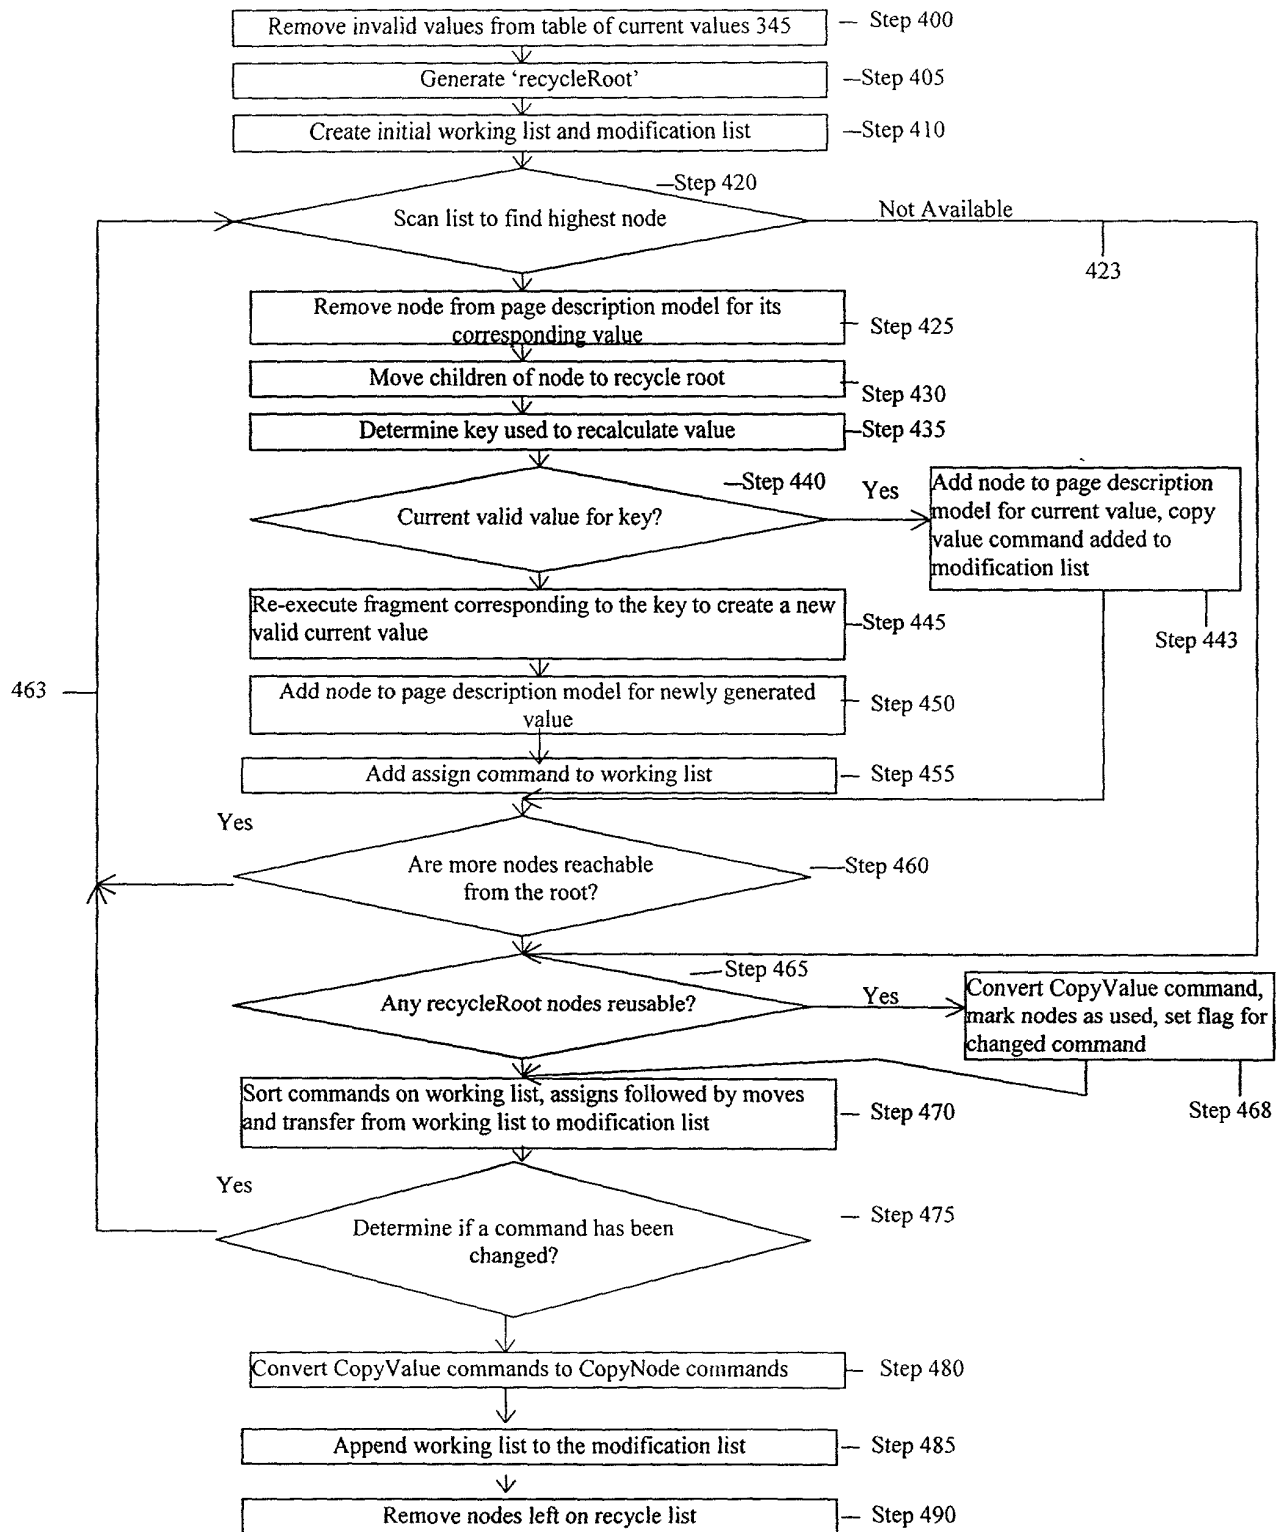 Remove invalid values from table of current values 345
Step 400
Generate ‘recycleRoot’
Step 405
Create initial working list and modification list
Step 410
Step 420
Scan list to find highest node
Not Available
423
Remove node from page description model for its
corresponding value
Step 425
Move children of node to recycle root
Step 430
Determine key used to recalculate value
Step 435
Step 440
Current valid value for key?
Yes
Add node to page description
model for current value, copy
value command added to
modification list
Step 443
Re-execute fragment corresponding to the key to create a new
valid current value
Step 445
463
Add node to page description model for newly generated
value
Step 450
Add assign command to working list
Step 455
Yes
Are more nodes reachable
from the root?
Step 460
Step 465
Any recycleRoot nodes reusable?
Yes
Convert CopyValue command,
mark nodes as used, set flag for
changed command
Step 468
Sort commands on working list, assigns followed by moves
and transfer from working list to modification list
Step 470
Yes
Determine if a command has been
changed?
Step 475
Convert CopyValue commands to CopyNode commands
Step 480
Append working list to the modification list
Step 485
Remove nodes left on recycle list
Step 490